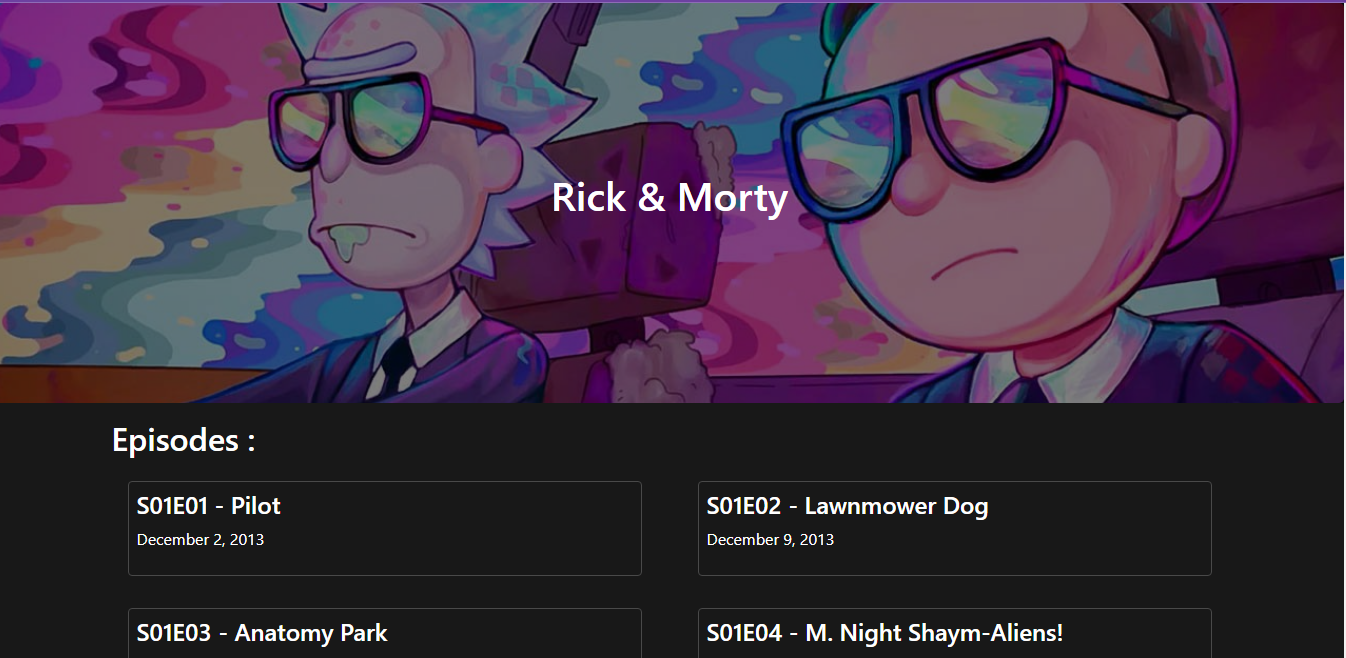 Rick & Morty
Episodes :
S01E01 - Pilot
December 2, 2013
S01E02 - Lawnmower Dog
December 9, 2013
S01E03 - Anatomy Park
S01E04 - M. Night Shaym-Aliens!